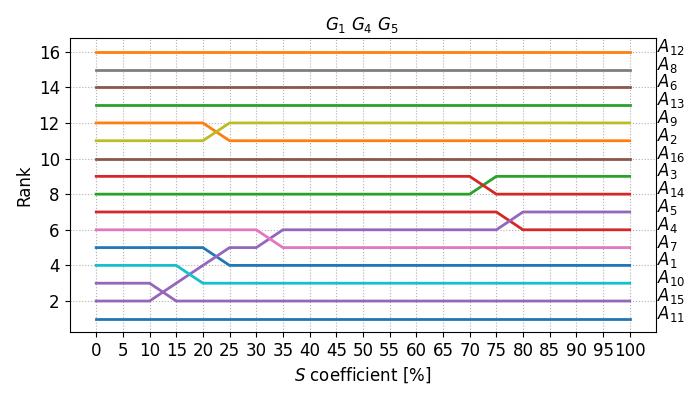 G₁ G₄ G₅
Rank
16
14
12
10
8
6
4
2
A₁₂
A₈
A₆
A₁₃
A₉
A₂
A₁₆
A₃
A₁₄
A₅
A₄
A₇
A₁
A₁₀
A₁₅
A₁₁
0 5 10 15 20 25 30 35 40 45 50 55 60 65 70 75 80 85 90 95 100
S coefficient [%]